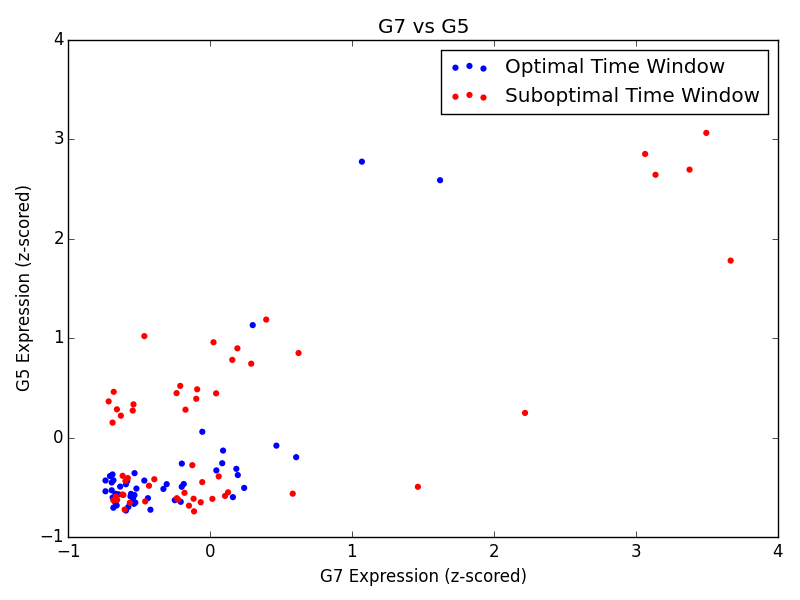 G7 vs G5
Optimal Time Window
Suboptimal Time Window
4
3
2
1
0
−1
G5 Expression (z-scored)
−1 0 1 2 3 4
G7 Expression (z-scored)